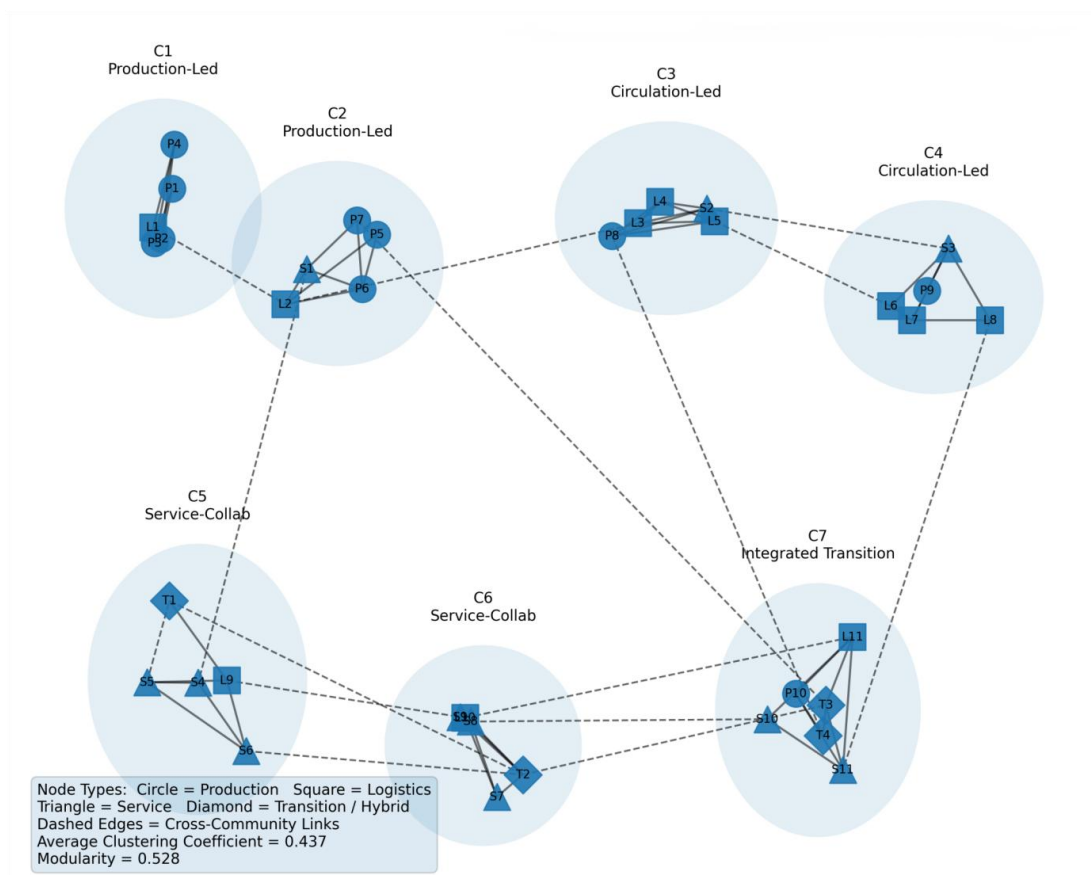 C1
Production-Led
C2
Production-Led
C3
Circulation-Led
C4
Circulation-Led
P4
P1
L1
P2
P3
P7
P5
S1
L2
P6
L4
S2
L3
L5
P8
S3
P9
L6
L7
L8
C5
Service-Collab
C6
Service-Collab
C7
Integrated Transition
T1
S5
S4
L9
S6
S8
T2
S7
L11
P10
T3
S10
T4
S11
Node Types:  Circle = Production   Square = Logistics
Triangle = Service   Diamond = Transition / Hybrid
Dashed Edges = Cross-Community Links
Average Clustering Coefficient = 0.437
Modularity = 0.528